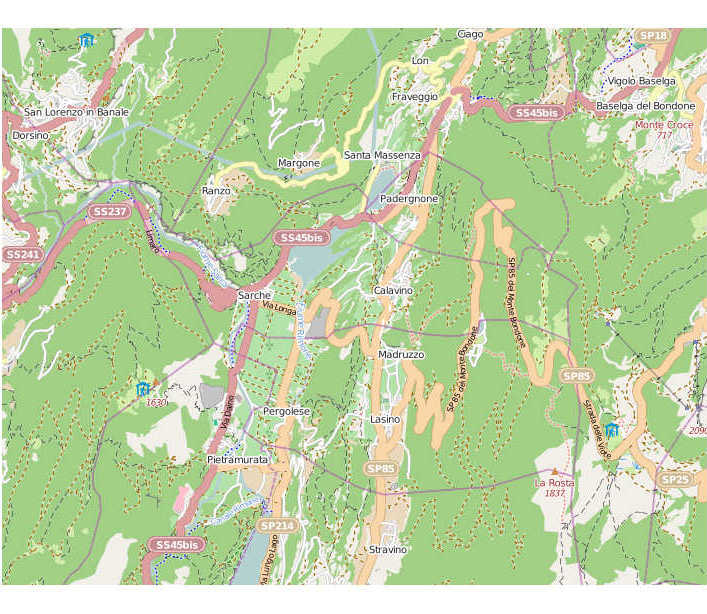 Ciago
SP18
Lon
Vigolo Baselga
Fraveggio
San Lorenzo in Banale
SS45bis
Baselga del Bondone
Dorsino
Monte Croce
717
Santa Massenza
Margone
Ranzo
Padergnone
SS237
Limarò
SS45bis
SS241
Sarche
Calavino
Via Longa
SP85 del Monte Bondone
SP 85 del Monte Bondone
Madruzzo
SP85
1630
Via Daino
Pergolese
Lasino
Strada delle Viote
2090
Pietramurata
SP85
La Rosta
1837
SP25
SP214
SS45bis
Via Lungo Lago
Stravino